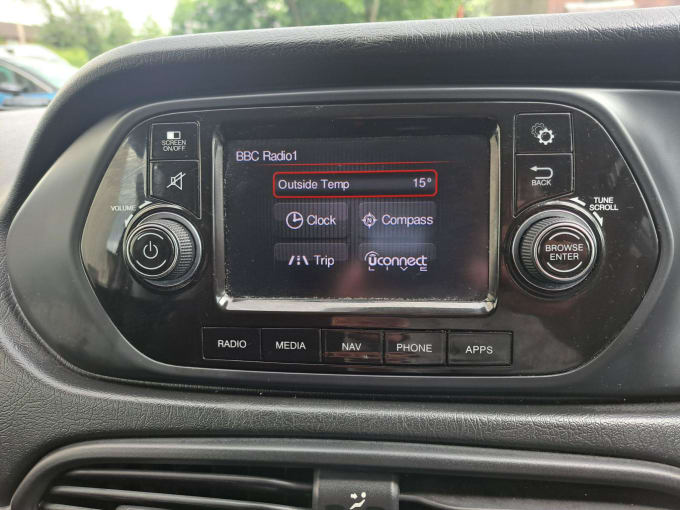 SCREEN
ON/OFF
BBC Radio1
Outside Temp 15°
BACK
VOLUME
TUNE
SCROLL
Clock
N Compass
BROWSE
ENTER
Trip
uconnect
LIVE
RADIO MEDIA NAV PHONE APPS